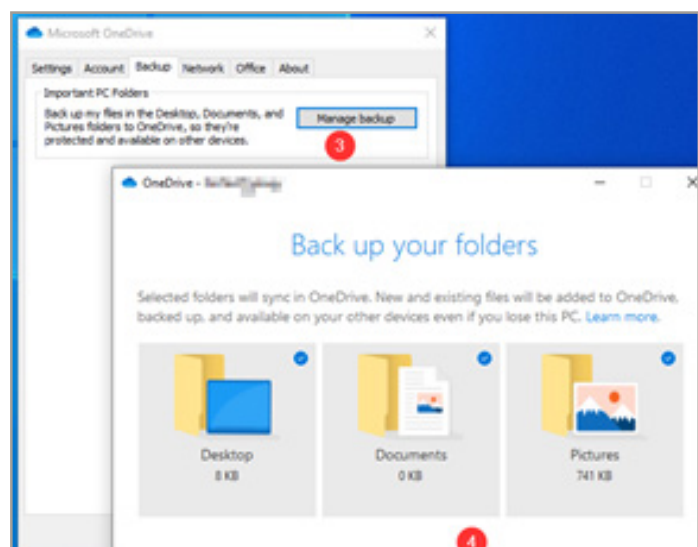 Microsoft OneDrive
Settings Account Backup Network Office About
Important PC Folders
Back up my files in the Desktop, Documents, and
Pictures folders to OneDrive, so they're
protected and available on other devices.
Manage backup
3
OneDrive -
Back up your folders
Selected folders will sync in OneDrive. New and existing files will be added to OneDrive,
backed up, and available on your other devices even if you lose this PC. Learn more.
Desktop
8 KB
Documents
0 KB
Pictures
741 KB
4